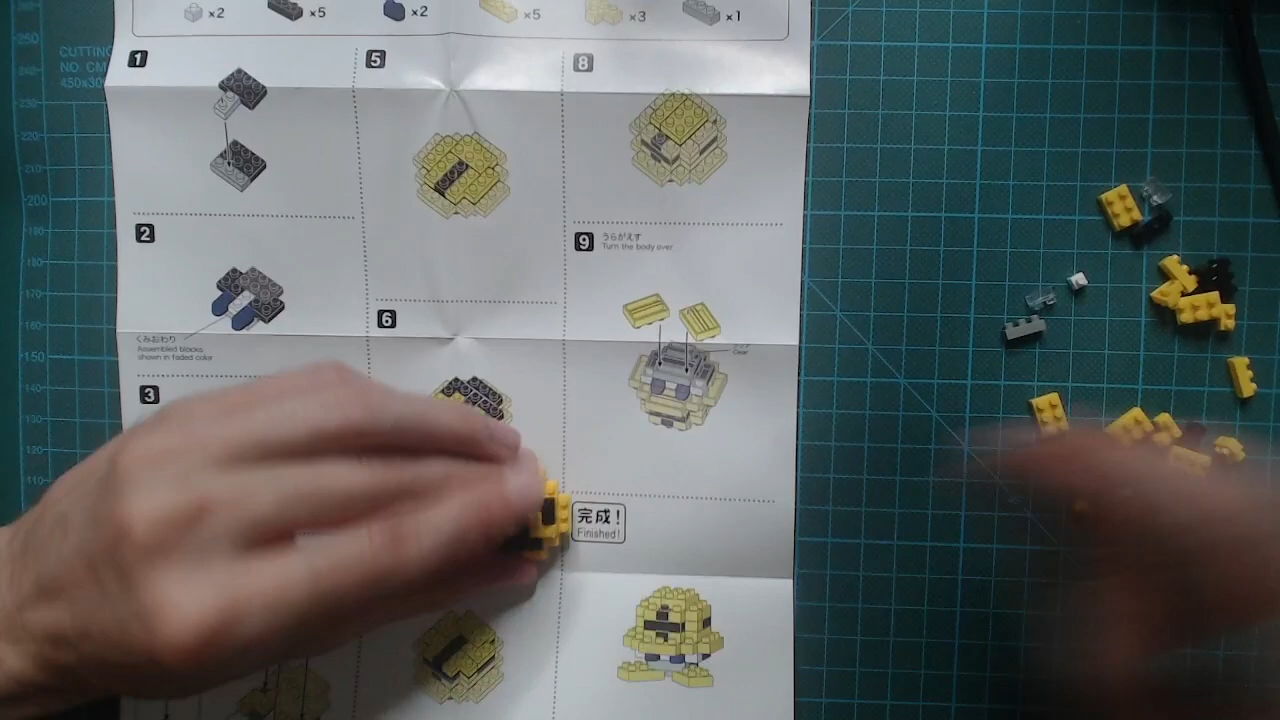 CUTTING
NO. CM
450x30
250
240
230
220
210
200
190
180
170
160
150
140
130
120
110
×2
×5
×2
×5
×3
×1
1
5
8
2
くみおわり
Assembled blocks
shown in faded color
9 うらがえす
Turn the body over
6
Clear
3
完成!
Finished!